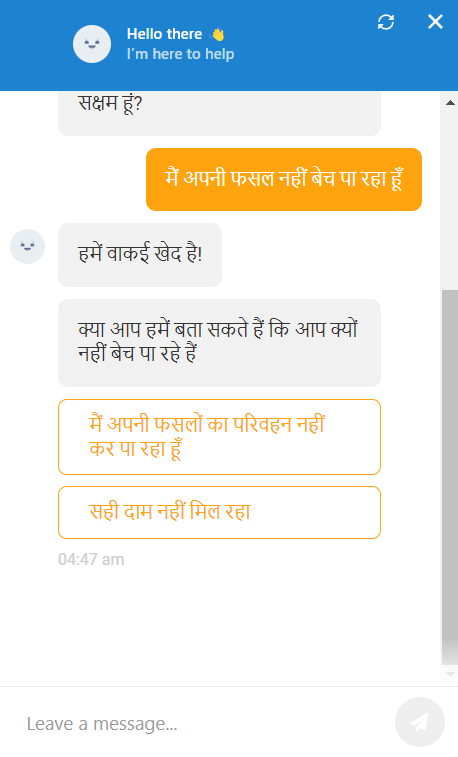 Hello there 👋
I'm here to help
सक्षम हूं?
मैं अपनी फसल नहीं बेच पा रहा हूँ
हमें वाकई खेद है!
क्या आप हमें बता सकते हैं कि आप क्यों
नहीं बेच पा रहे हैं
मैं अपनी फसलों का परिवहन नहीं
कर पा रहा हूँ
सही दाम नहीं मिल रहा
04:47 am
Leave a message...